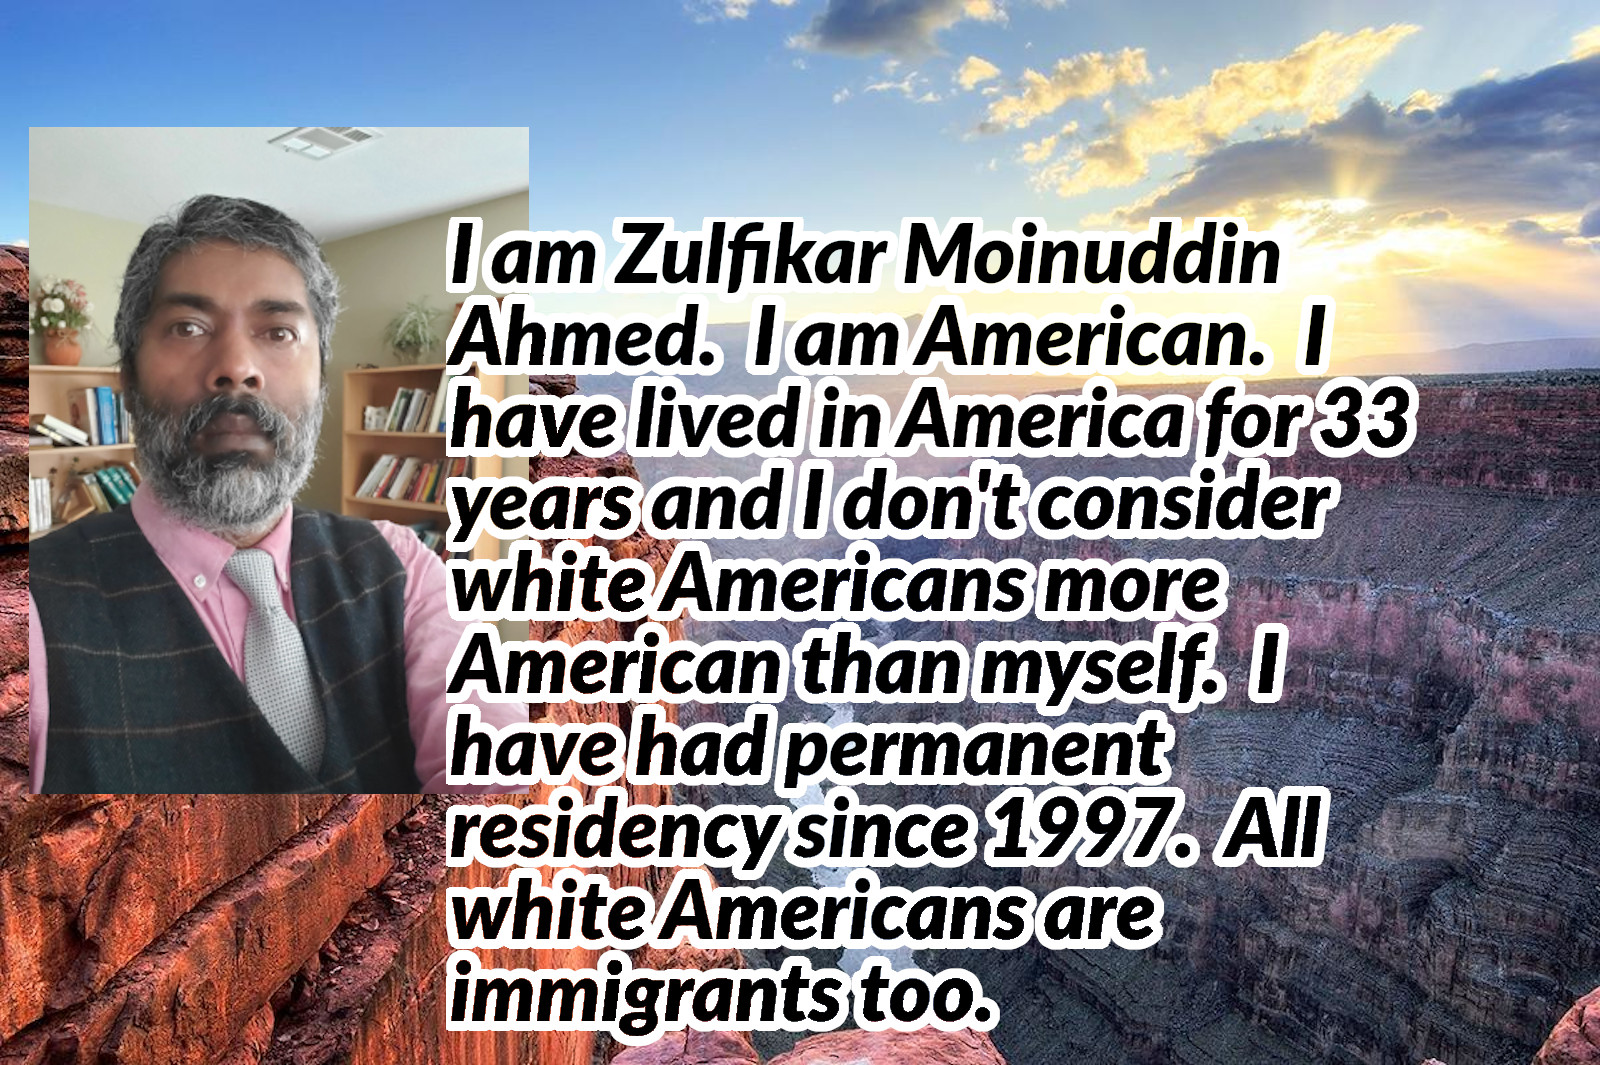 I am Zulfikar Moinuddin
Ahmed.  I am American.  I
have lived in America for 33
years and I don't consider
white Americans more
American than myself.  I
have had permanent
residency since 1997.  All
white Americans are
immigrants too.